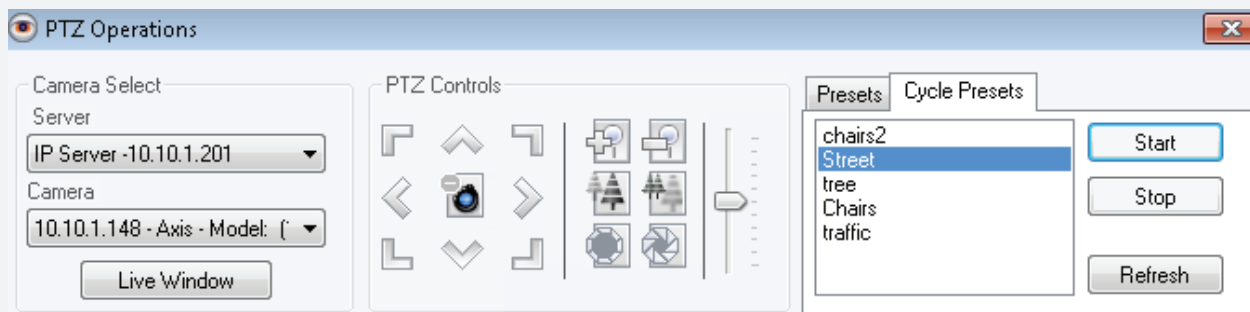 PTZ Operations
Camera Select
Server
IP Server -10.10.1.201
Camera
10.10.1.148 - Axis - Model: (
Live Window
PTZ Controls
Presets
Cycle Presets
chairs2
Street
tree
Chairs
traffic
Start
Stop
Refresh